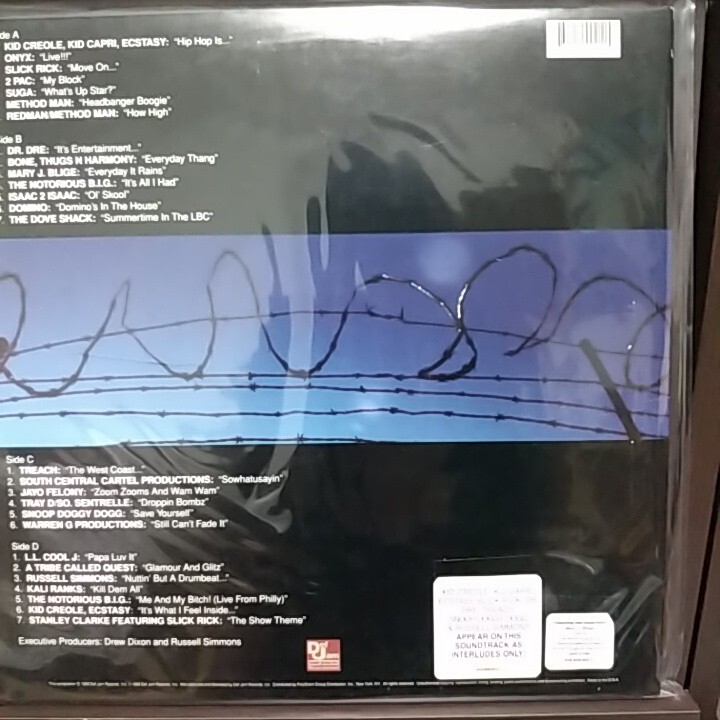 de A
KID CREOLE, KID CAPRI, ECSTASY: "Hip Hop Is..."
ONYX: "Live!!!"
SLICK RICK: "Move On..."
2 PAC: "My Block"
SUGA: "What's Up Star?"
METHOD MAN: "Headbanger Boogie"
REDMAN/METHOD MAN: "How High"
ide B
DR. DRE: "It's Entertainment..."
BONE, THUGS N HARMONY: "Everyday Thang"
MARY J. BLIGE: "Everyday It Rains"
THE NOTORIOUS B.I.G.: "It's All I Had"
ISAAC 2 ISAAC: "Ol' Skool"
DOMINO: "Domino's In The House"
THE DOVE SHACK: "Summertime In The LBC"
Side C
1. TREACH: "The West Coast..."
2. SOUTH CENTRAL CARTEL PRODUCTIONS: "Sowhatusayin"
3. JAYO FELONY: "Zoom Zooms And Wam Wam"
4. TRAY D/SO. SENTRELLE: "Droppin Bombz"
5. SNOOP DOGGY DOGG: "Save Yourself"
6. WARREN G PRODUCTIONS: "Still Can't Fade It"
Side D
1. L.L. COOL J: "Papa Luv It"
2. A TRIBE CALLED QUEST: "Glamour And Glitz"
3. RUSSELL SIMMONS: "Nuttin' But A Drumbeat..."
4. KALI RANKS: "Kill Dem All"
5. THE NOTORIOUS B.I.G.: "Me And My Bitch! (Live From Philly)"
6. KID CREOLE, ECSTASY: "It's What I Feel Inside..."
7. STANLEY CLARKE FEATURING SLICK RICK: "The Show Theme"
Executive Producers: Drew Dixon and Russell Simmons
Def Jam
APPEAR ON THIS
SOUNDTRACK AS
INTERLUDES ONLY